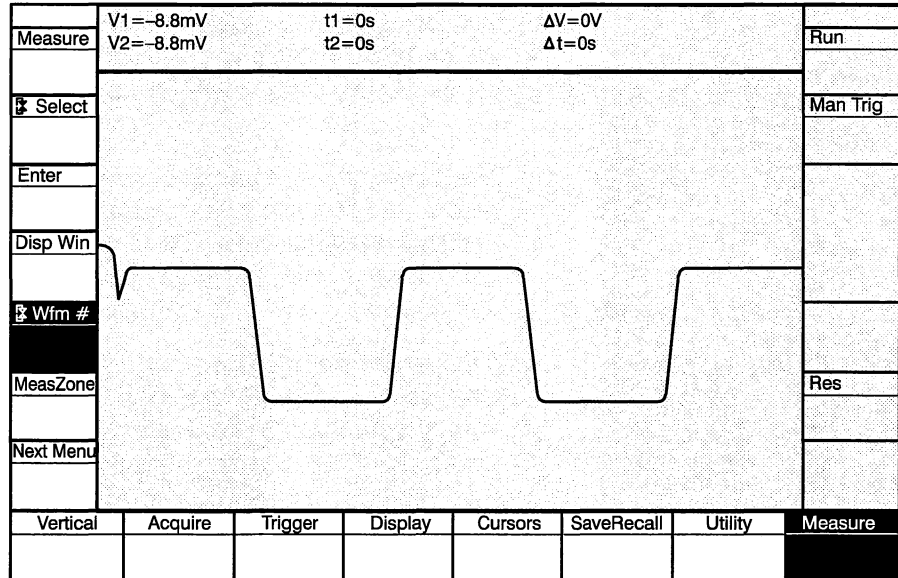 V1=–8.8mV t1=0s ΔV=0V
V2=–8.8mV t2=0s Δt=0s
Measure
Select
Enter
Disp Win
Wfm #
MeasZone
Next Menu
Run
Man Trig
Res
Vertical Acquire Trigger Display Cursors SaveRecall Utility Measure